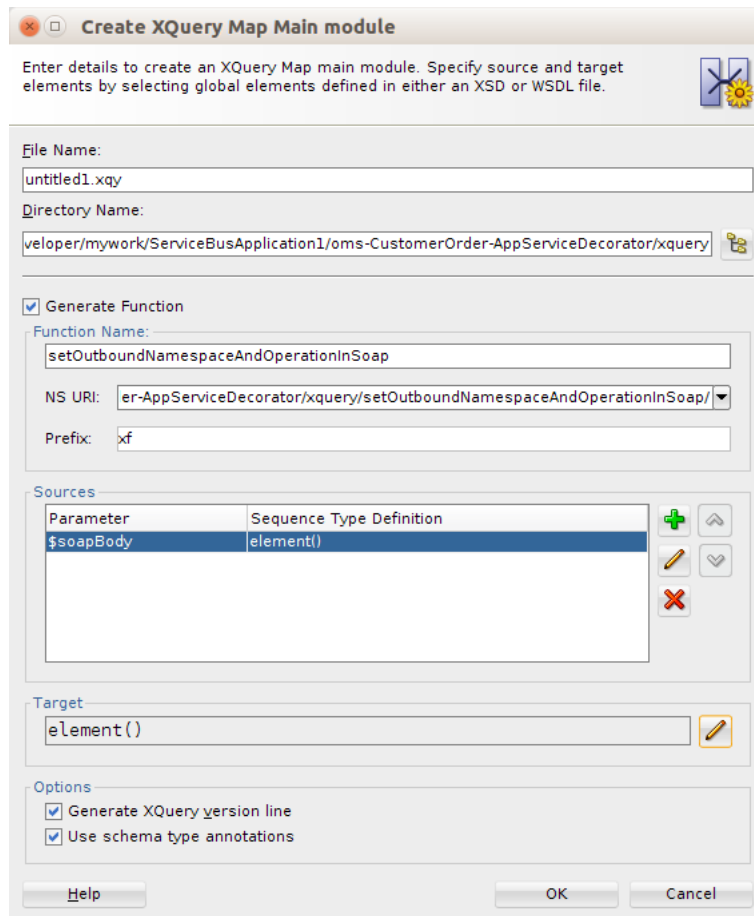 Create XQuery Map Main module
Enter details to create an XQuery Map main module. Specify source and target
elements by selecting global elements defined in either an XSD or WSDL file.
File Name:
untitled1.xqy
Directory Name:
veloper/mywork/ServiceBusApplication1/oms-CustomerOrder-AppServiceDecorator/xquery
Generate Function
Function Name:
setOutboundNamespaceAndOperationInSoap
NS URI: er-AppServiceDecorator/xquery/setOutboundNamespaceAndOperationInSoap/
Prefix: xf
Sources
Parameter Sequence Type Definition
$soapBody element()
Target
element()
Options
Generate XQuery version line
Use schema type annotations
Help OK Cancel